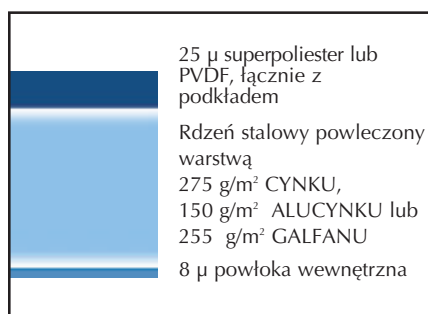 25 µ superpoliester lub
PVDF, łącznie z
podkładem
Rdzeń stalowy powleczony
warstwą
275 g/m² CYNKU,
150 g/m² ALUCYNKU lub
255 g/m² GALFANU
8 µ powłoka wewnętrzna